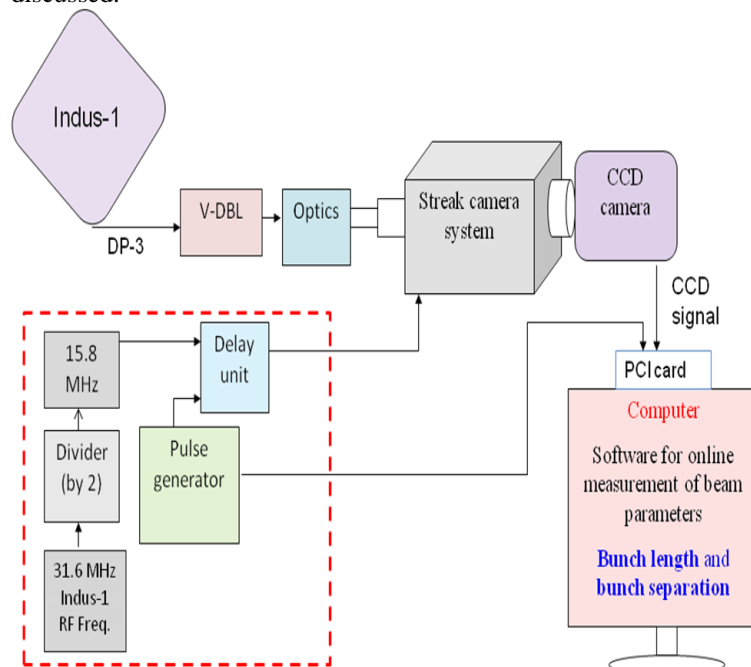 discussed.
Indus-1
DP-3
V-DBL
Optics
Streak camera
system
CCD
camera
CCD
signal
15.8
MHz
Delay
unit
Divider
(by 2)
Pulse
generator
31.6 MHz
Indus-1
RF Freq.
PCI card
Computer
Software for online
measurement of beam
parameters
Bunch length and
bunch separation